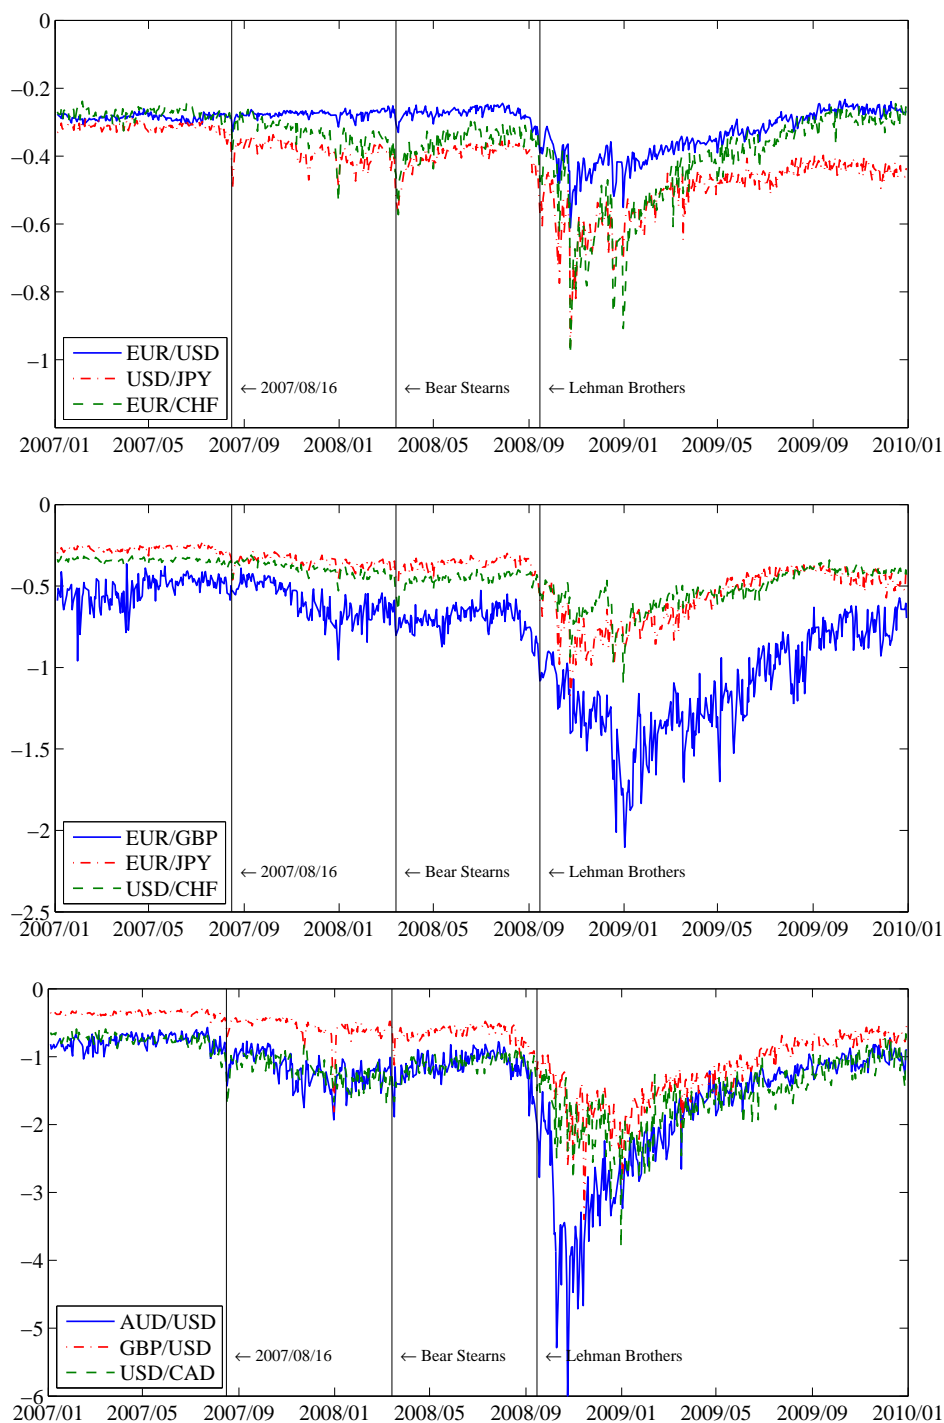 0
−0.2
−0.4
−0.6
−0.8
−1
EUR/USD
USD/JPY
EUR/CHF
← 2007/08/16
← Bear Stearns
← Lehman Brothers
2007/01 2007/05 2007/09 2008/01 2008/05 2008/09 2009/01 2009/05 2009/09 2010/01
0
−0.5
−1
−1.5
−2
−2.5
EUR/GBP
EUR/JPY
USD/CHF
← 2007/08/16
← Bear Stearns
← Lehman Brothers
2007/01 2007/05 2007/09 2008/01 2008/05 2008/09 2009/01 2009/05 2009/09 2010/01
0
−1
−2
−3
−4
−5
−6
AUD/USD
GBP/USD
USD/CAD
← 2007/08/16
← Bear Stearns
← Lehman Brothers
2007/01 2007/05 2007/09 2008/01 2008/05 2008/09 2009/01 2009/05 2009/09 2010/01